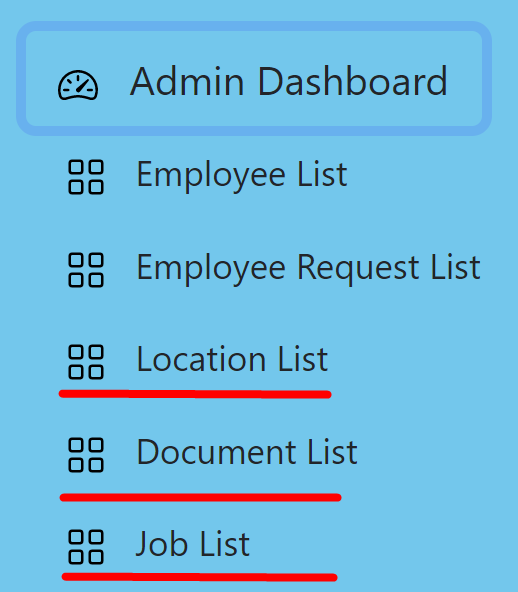 Admin Dashboard
Employee List
Employee Request List
Location List
Document List
Job List